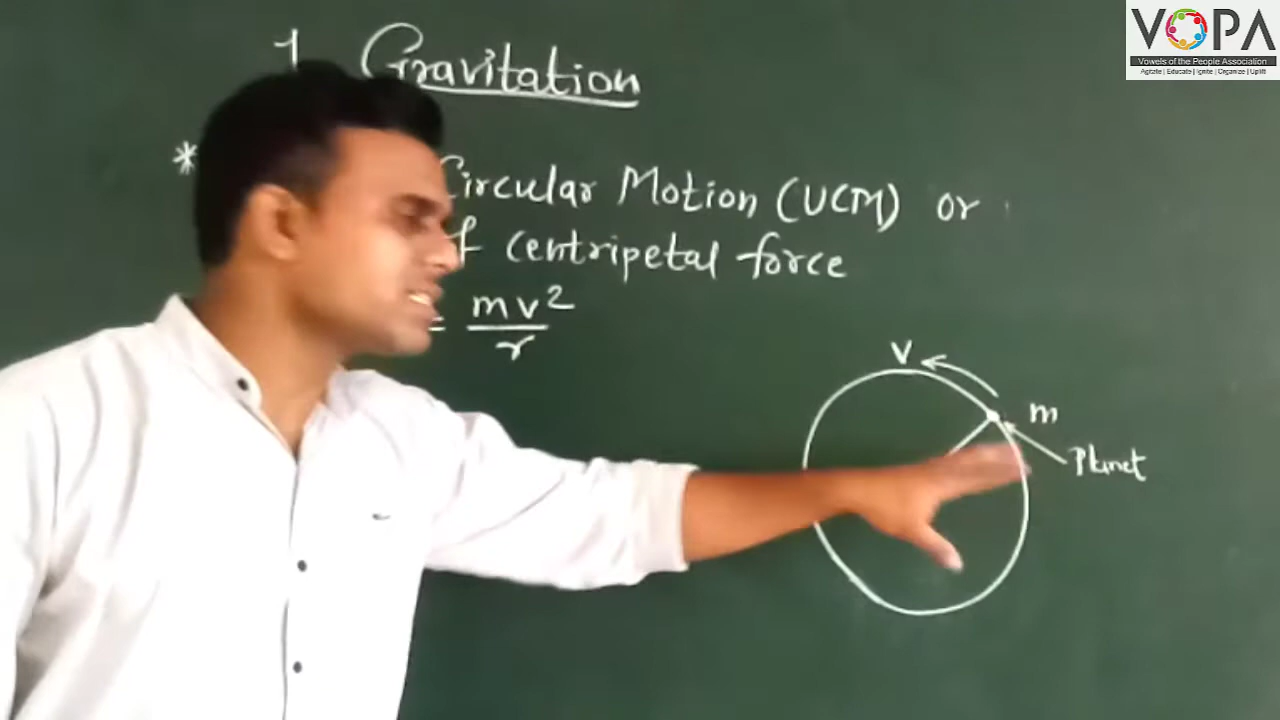 1. Gravitation
* Circular Motion (UCM) or
of centripetal force
= mv²/r
V
m
Planet
VOPA
Vowels of the People Association
Agitate | Educate | Ignite | Organize | Uplift